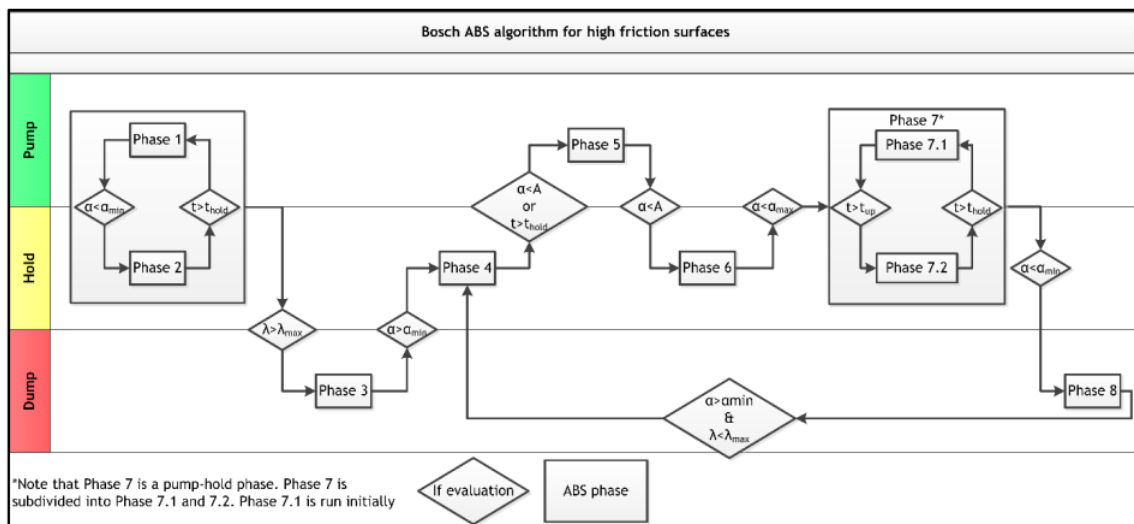 Bosch ABS algorithm for high friction surfaces
Pump
Phase 1
α<αmin
t>thold
Phase 2
Hold
λ>λmax
Dump
Phase 3
α>αmin
Phase 4
α<A
or
t>thold
Phase 5
α<A
Phase 6
α<αmax
Phase 7*
Phase 7.1
t>tup
t>thold
Phase 7.2
α<αmin
Phase 8
α>αmin
&
λ<λmax
*Note that Phase 7 is a pump-hold phase. Phase 7 is
subdivided into Phase 7.1 and 7.2. Phase 7.1 is run initially
If evaluation
ABS phase